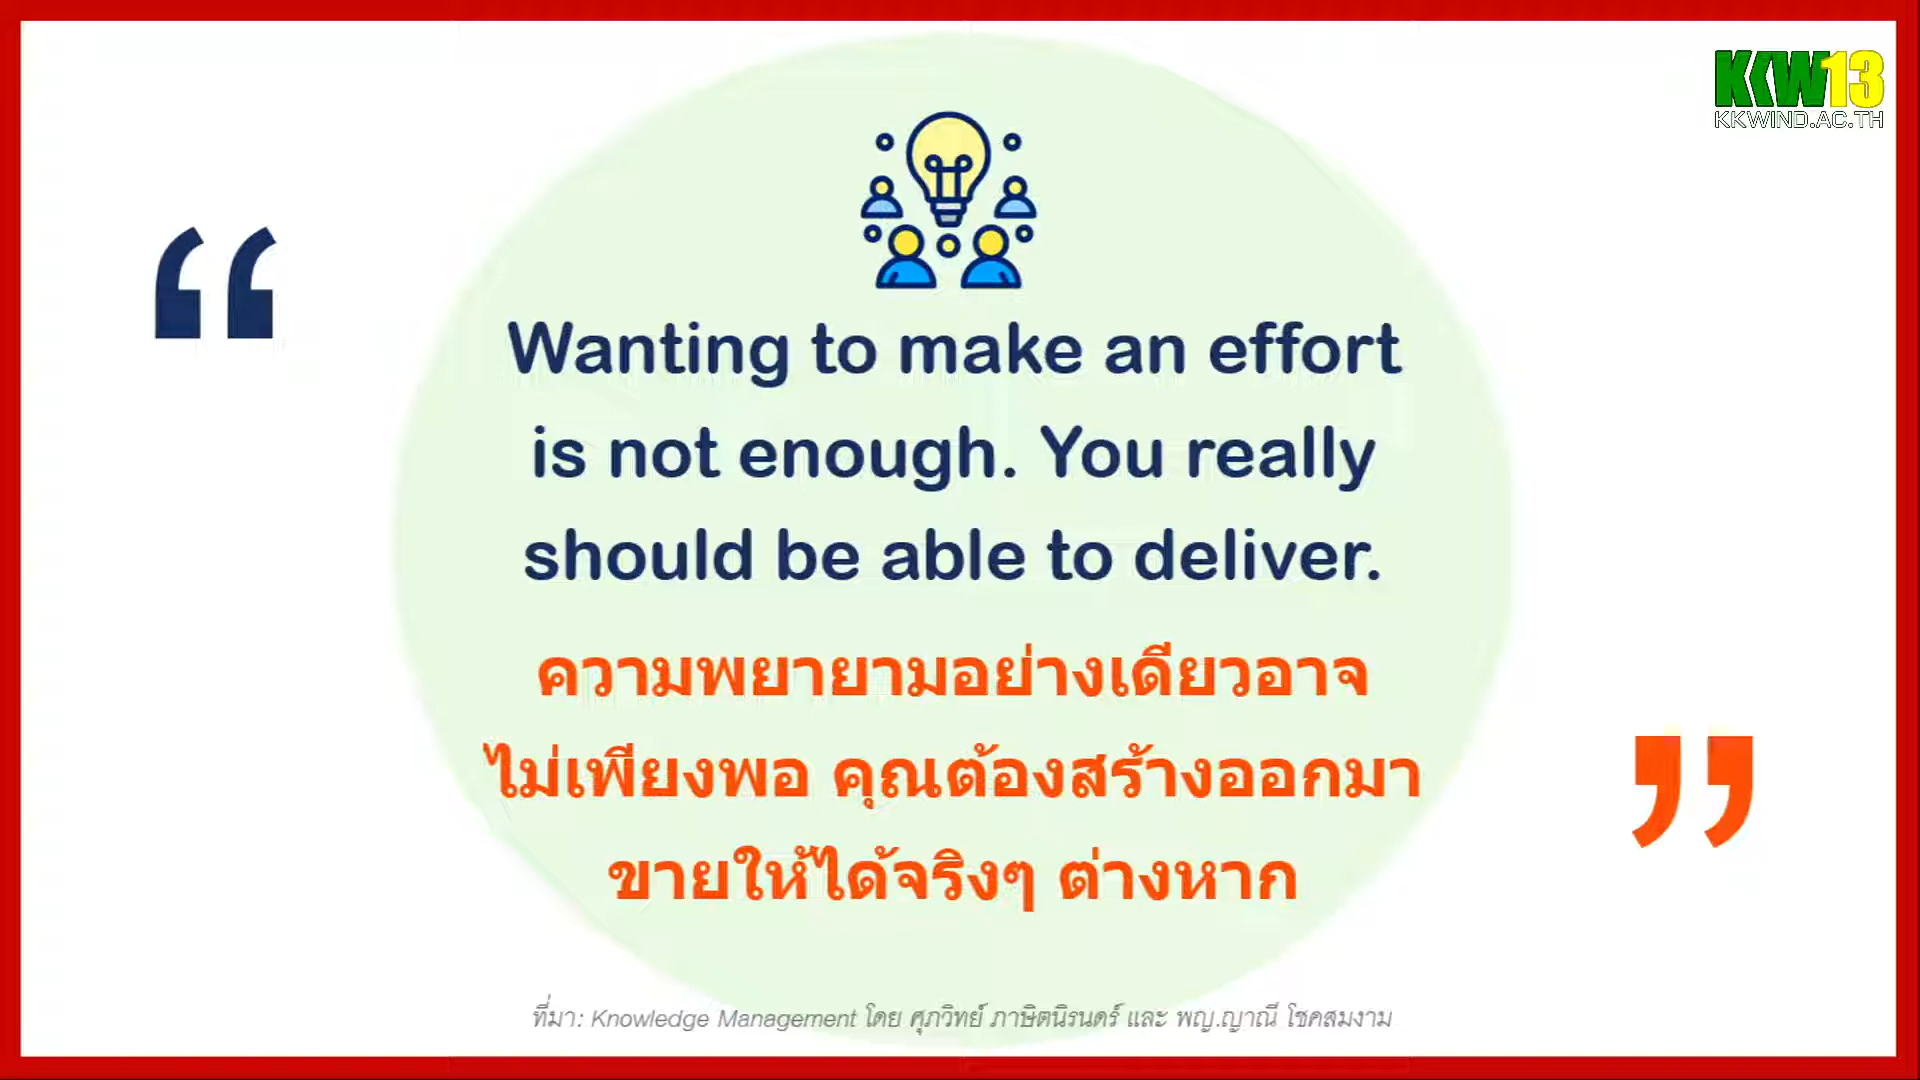 KKW13
KKWIND.AC.TH
“
Wanting to make an effort
is not enough. You really
should be able to deliver.
ความพยายามอย่างเดียวอาจ
ไม่เพียงพอ คุณต้องสร้างออกมา
ขายให้ได้จริงๆ ต่างหาก
”
ที่มา: Knowledge Management โดย ศุภวิทย์ ภาษิตนิรนดร์ และ พญ.ญาณี โชคสมงาม